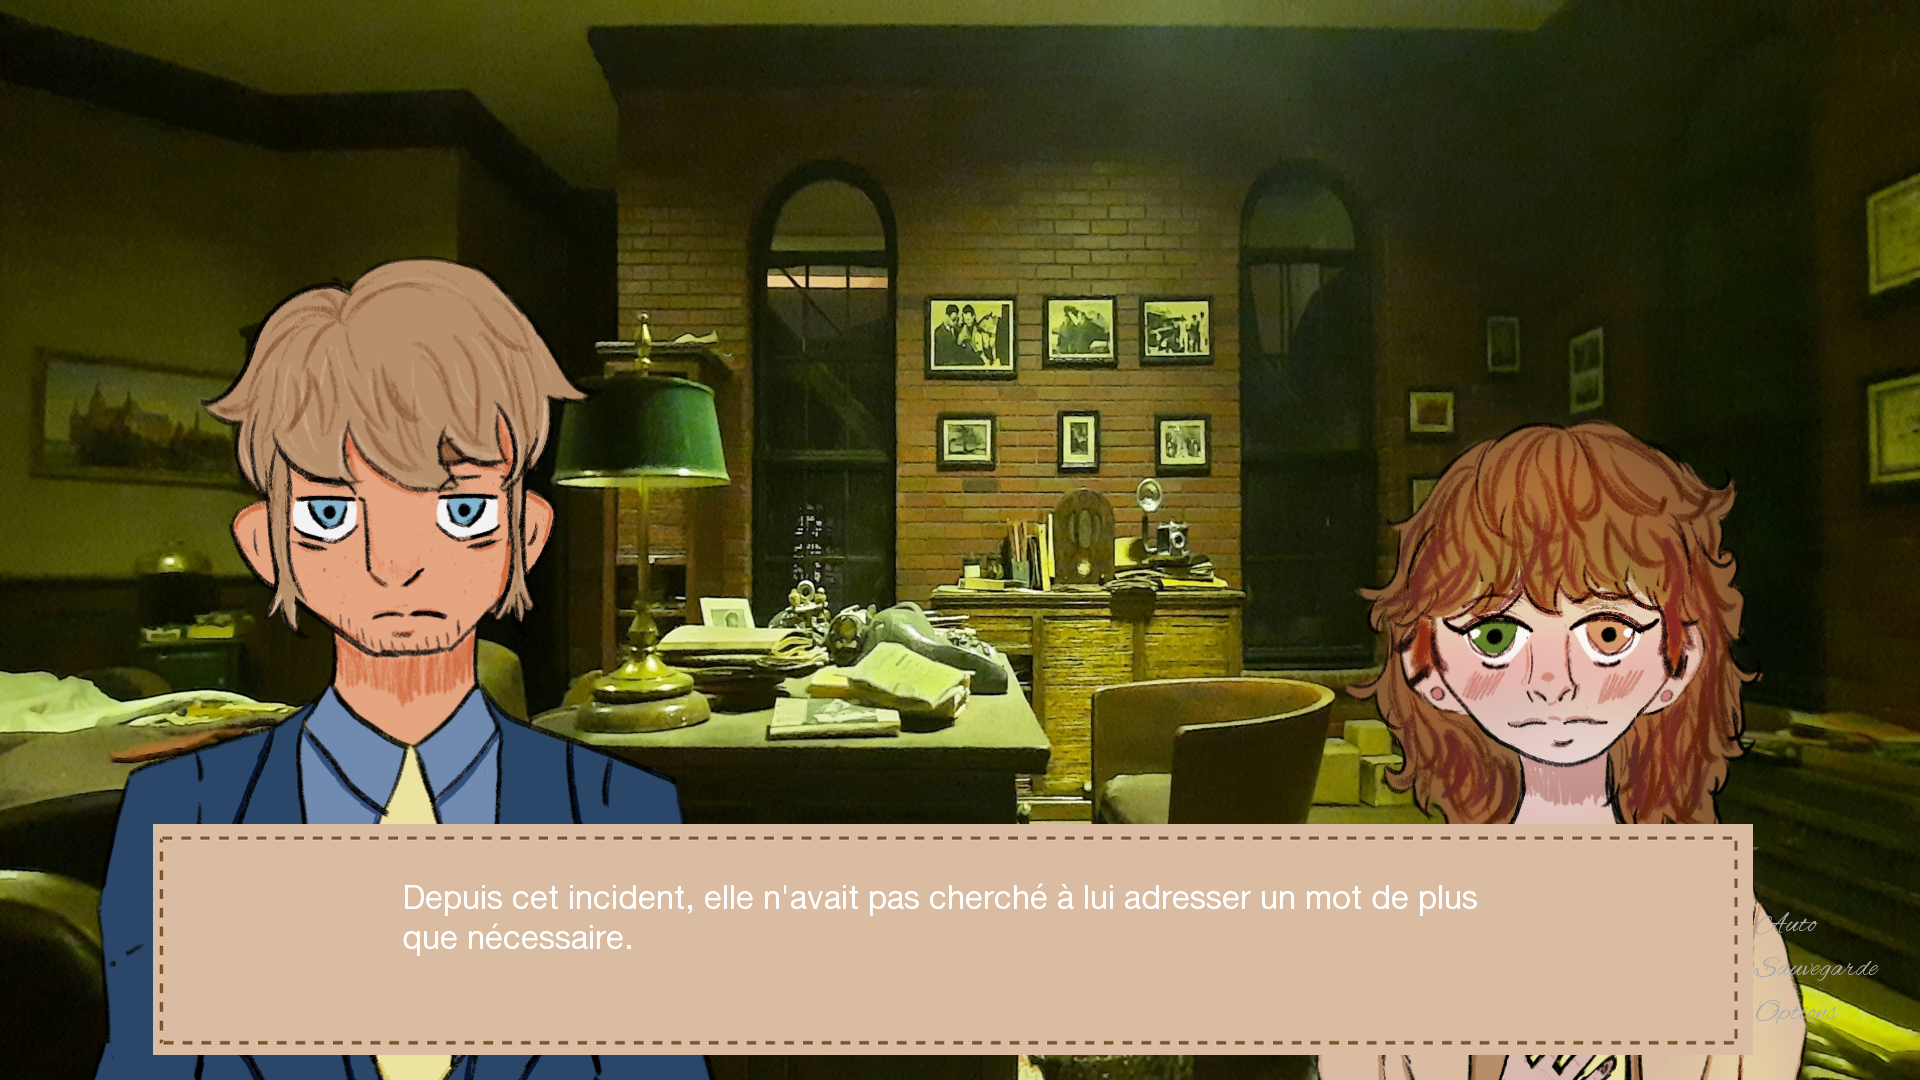 Depuis cet incident, elle n'avait pas cherché à lui adresser un mot de plus
que nécessaire.
Auto
Sauvegarde
Options